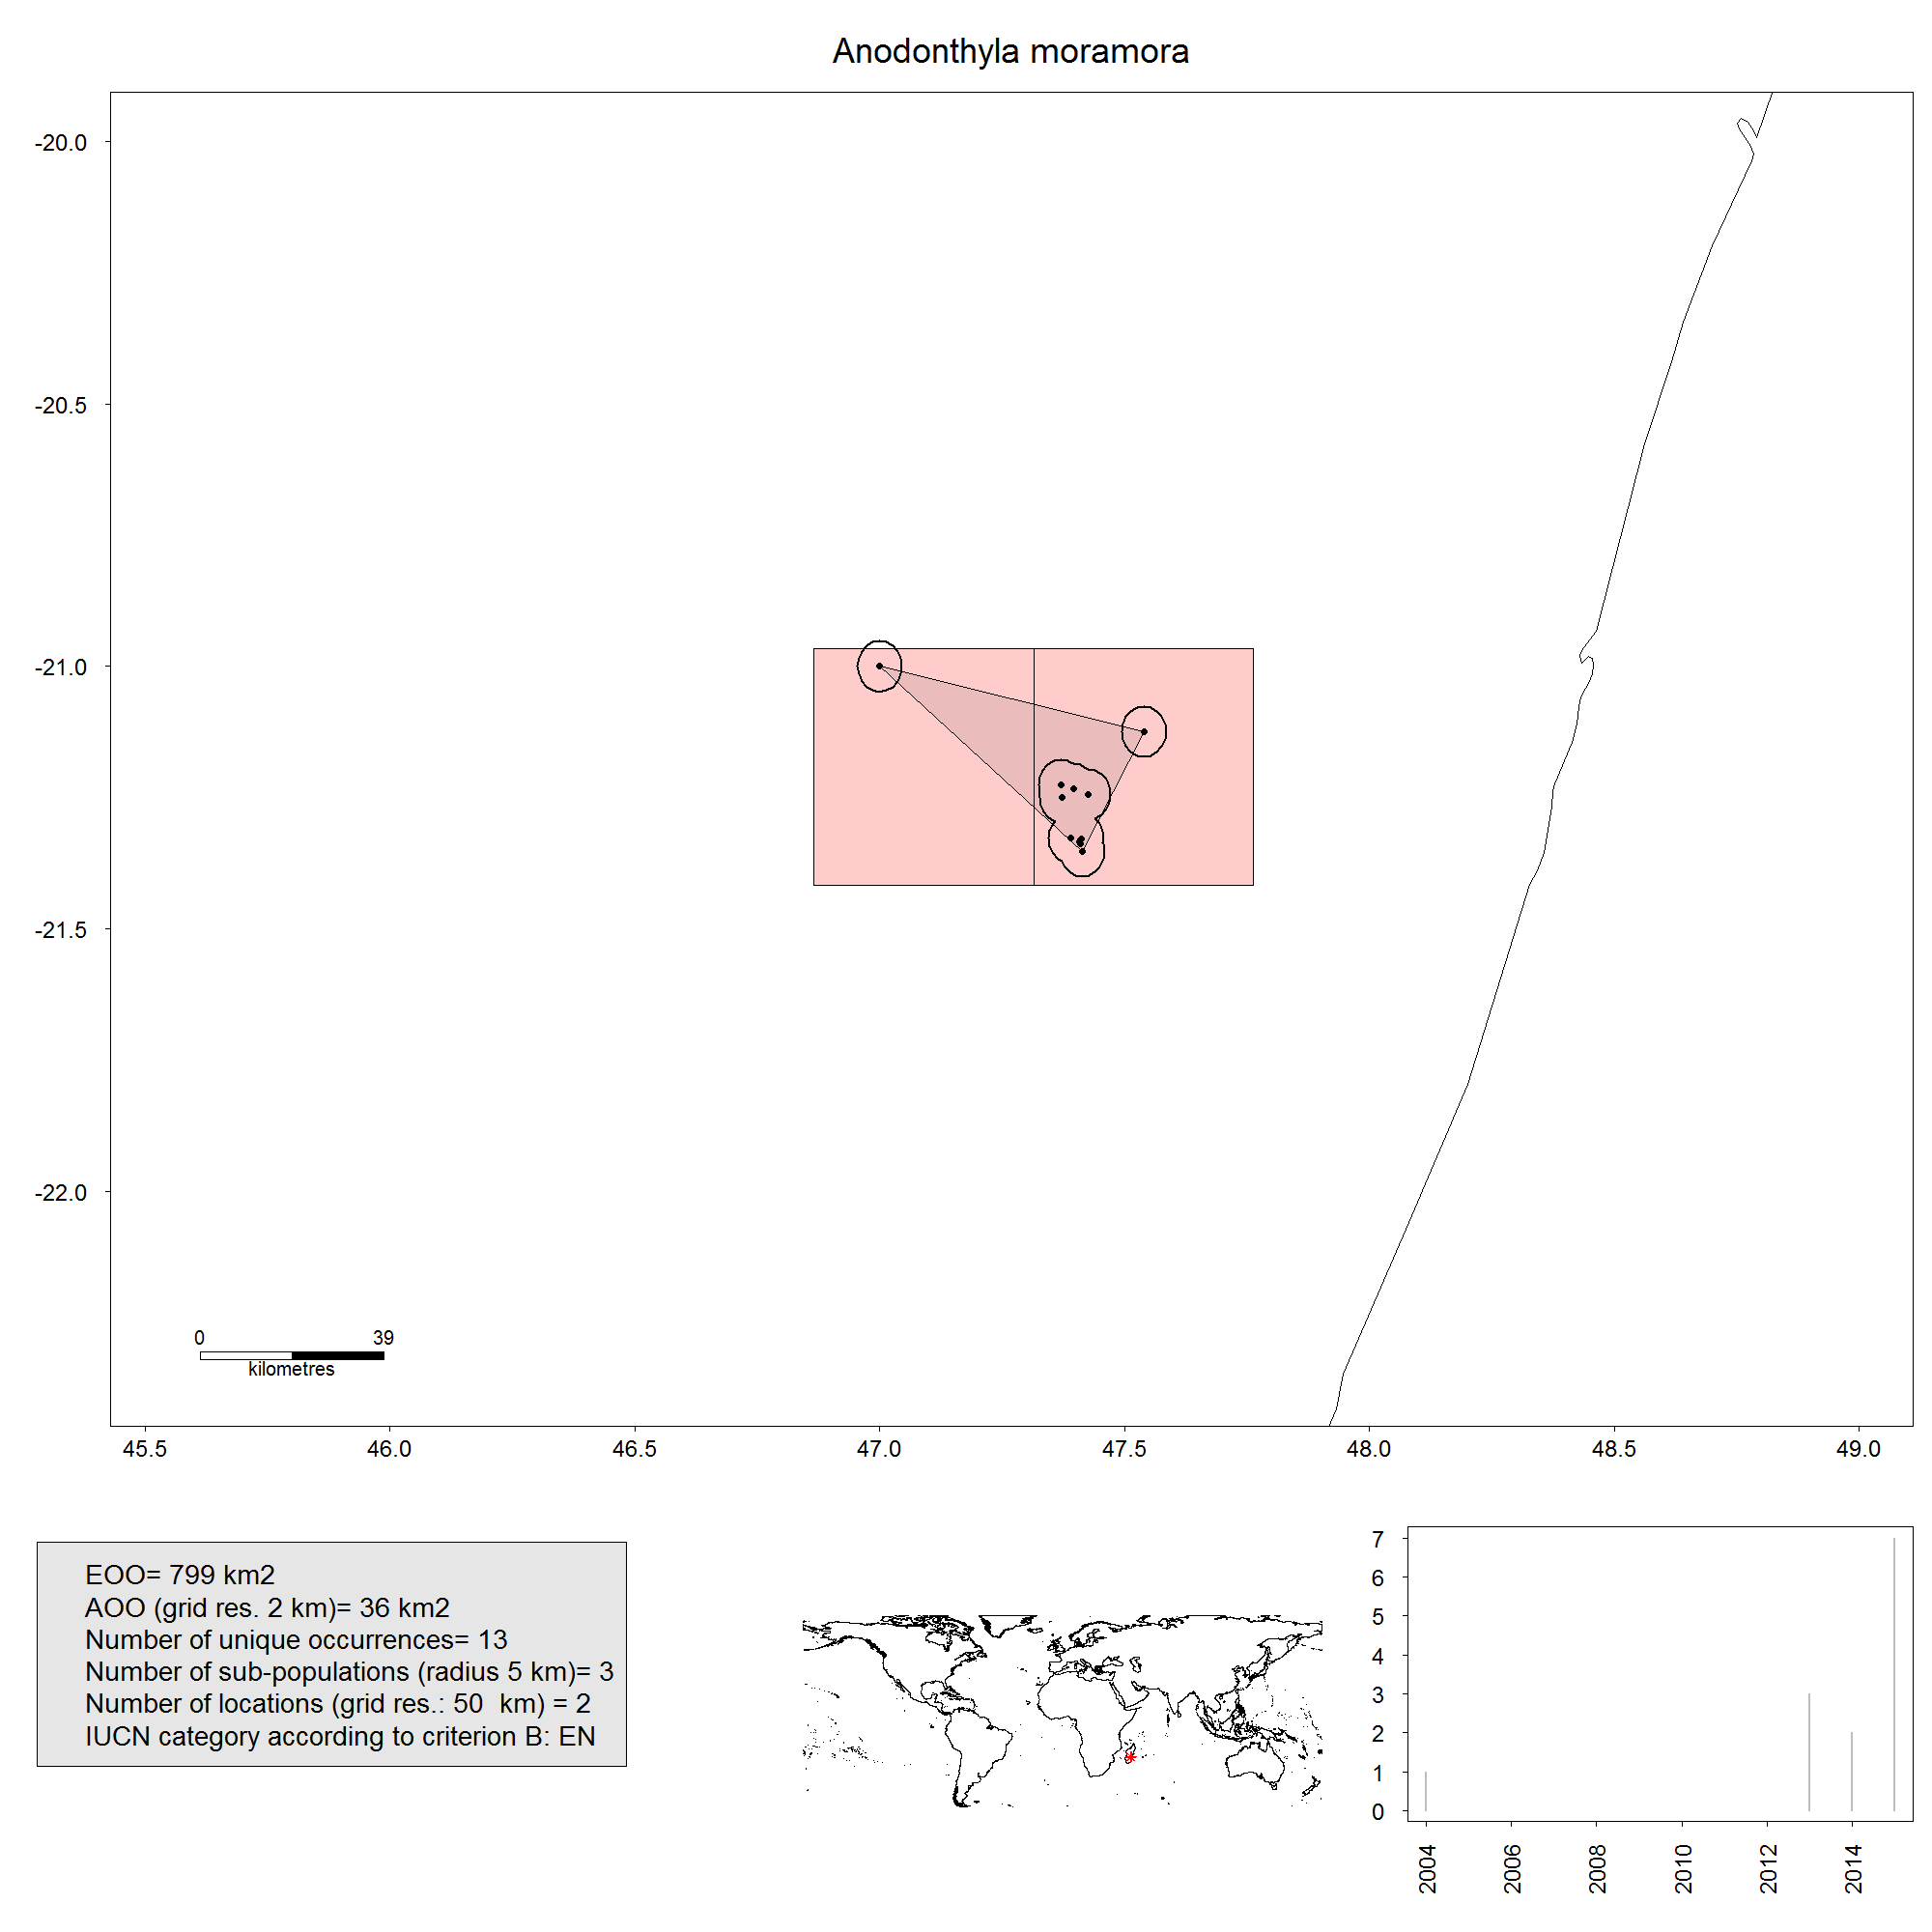 Anodonthyla moramora
-20.0
-20.5
-21.0
-21.5
-22.0
0 39
kilometres
45.5 46.0 46.5 47.0 47.5 48.0 48.5 49.0
EOO= 799 km2
AOO (grid res. 2 km)= 36 km2
Number of unique occurrences= 13
Number of sub-populations (radius 5 km)= 3
Number of locations (grid res.: 50  km) = 2
IUCN category according to criterion B: EN
7
6
5
4
3
2
1
0
2004 2006 2008 2010 2012 2014